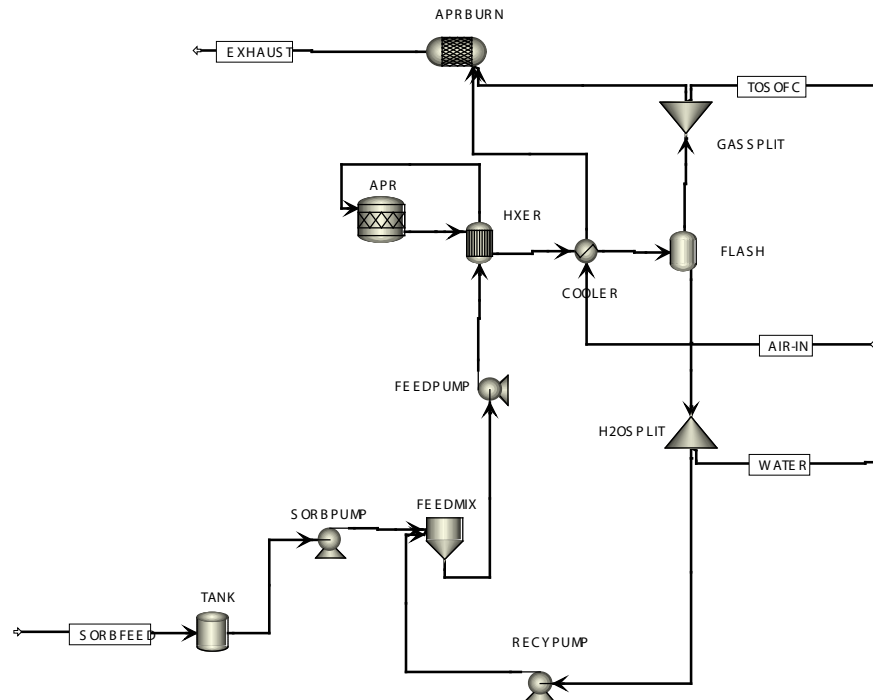 APRBURN
EXHAUST
TOSOFC
GASSPLIT
APR
HXER
FLASH
COOLER
AIR-IN
FEEDPUMP
H2OSPLIT
WATER
FEEDMIX
SORBPUMP
TANK
SORBFEED
RECYPUMP